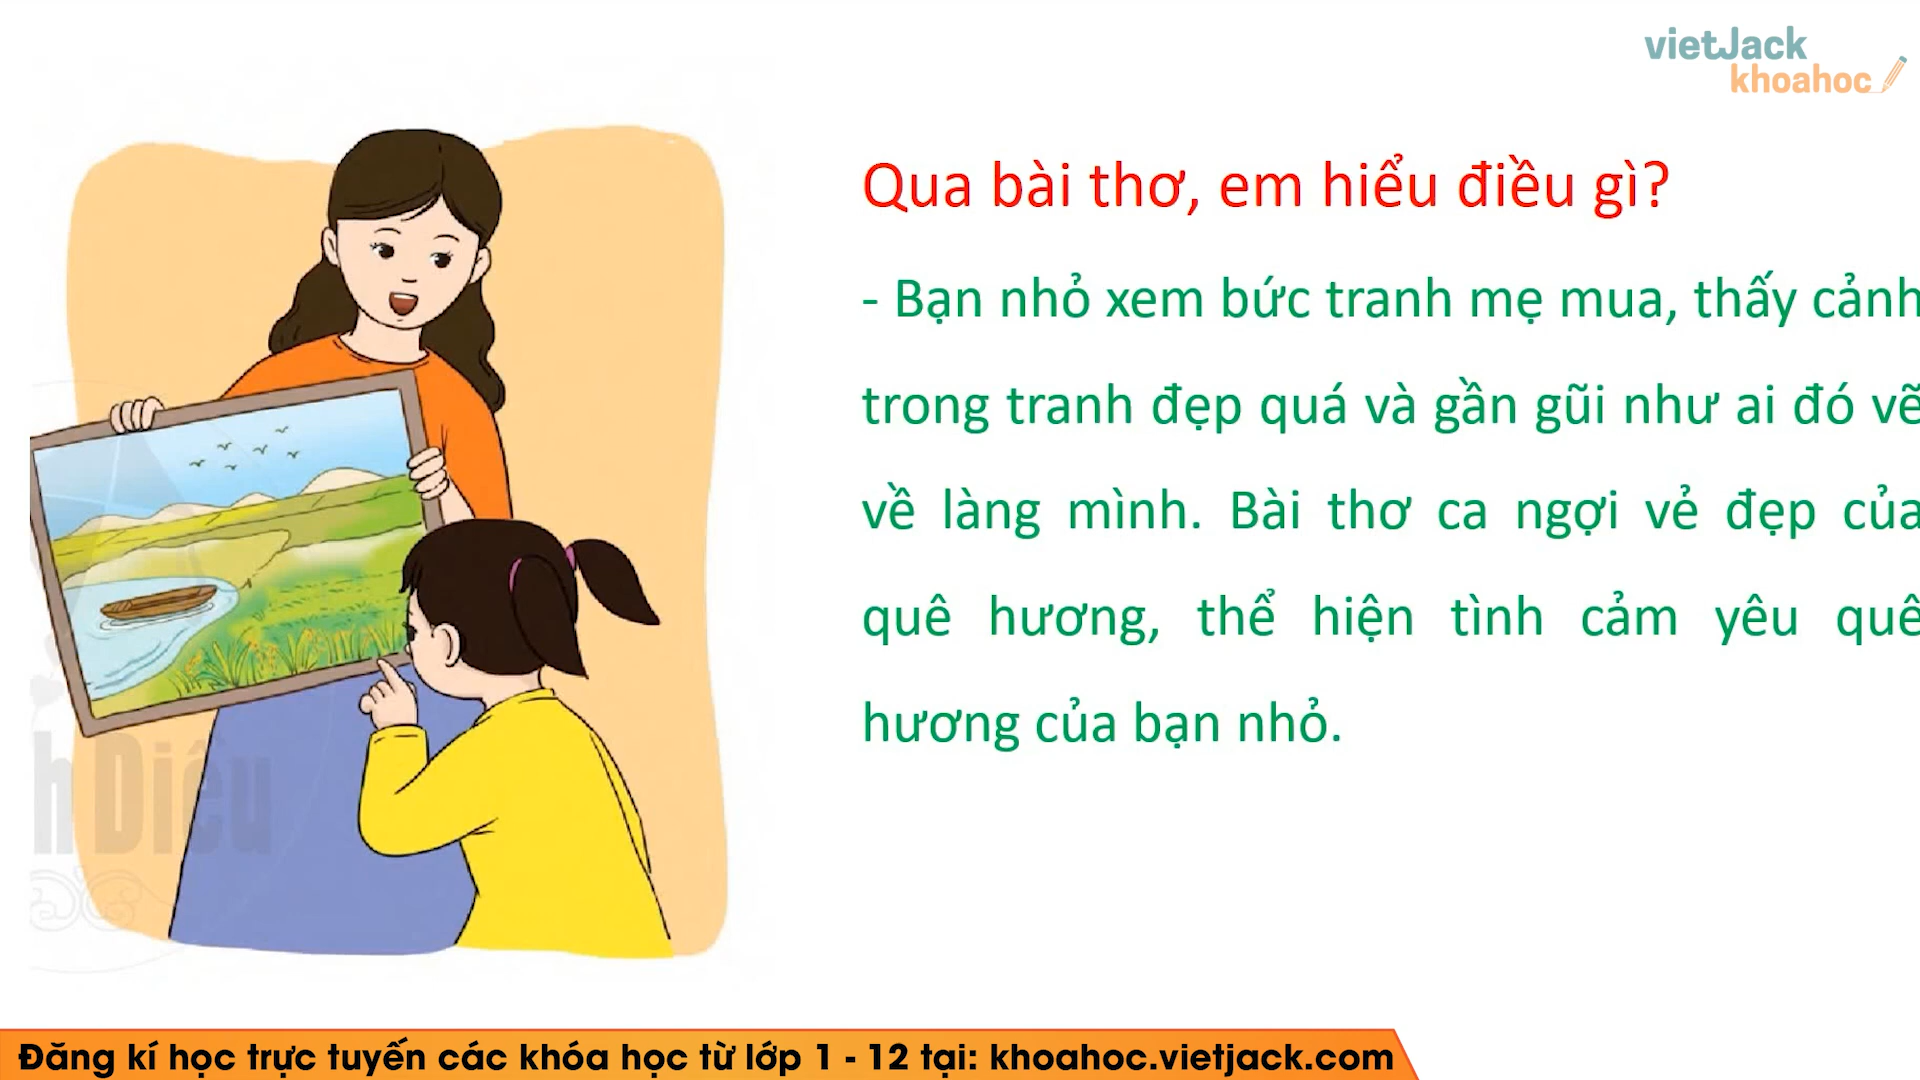 vietJack
khoahoc
Qua bài thơ, em hiểu điều gì?
- Bạn nhỏ xem bức tranh mẹ mua, thấy cảnh
trong tranh đẹp quá và gần gũi như ai đó vẽ
về làng mình. Bài thơ ca ngợi vẻ đẹp của
quê hương, thể hiện tình cảm yêu quê
hương của bạn nhỏ.
h Diều
Đăng kí học trực tuyến các khóa học từ lớp 1 - 12 tại: khoahoc.vietjack.com